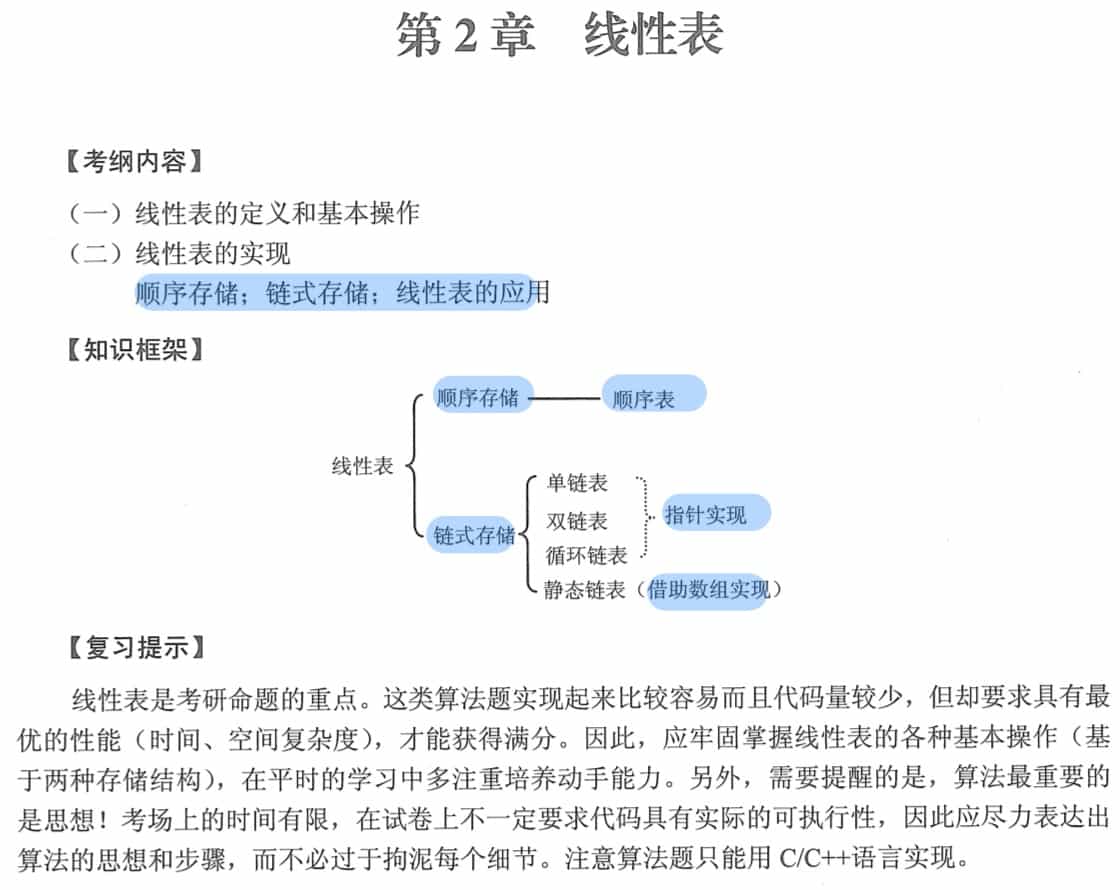 第 2 章 线性表
【考纲内容】
（一）线性表的定义和基本操作
（二）线性表的实现
顺序存储；链式存储；线性表的应用
【知识框架】
顺序存储 顺序表
线性表
单链表
双链表 指针实现
链式存储
循环链表
静态链表（借助数组实现）
【复习提示】
线性表是考研命题的重点。这类算法题实现起来比较容易而且代码量较少，但却要求具有最
优的性能（时间、空间复杂度），才能获得满分。因此，应牢固掌握线性表的各种基本操作（基
于两种存储结构），在平时的学习中多注重培养动手能力。另外，需要提醒的是，算法最重要的
是思想！考场上的时间有限，在试卷上不一定要求代码具有实际的可执行性，因此应尽力表达出
算法的思想和步骤，而不必过于拘泥每个细节。注意算法题只能用 C/C++语言实现。